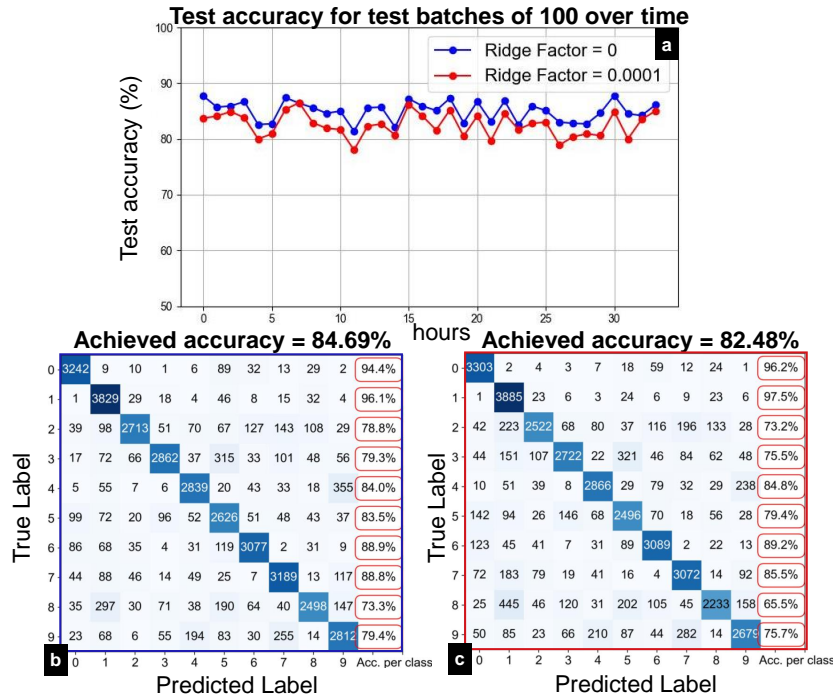 Test accuracy for test batches of 100 over time
100
90
80
70
60
50
Test accuracy (%)
Ridge Factor = 0
Ridge Factor = 0.0001
a
0 5 10 15 20 25 30
hours
Achieved accuracy = 84.69%
True Label
0 3242 9 10 1 6 89 32 13 29 2 94.4%
1 1 3829 29 18 4 46 8 15 32 4 96.1%
2 39 98 2713 51 70 67 127 143 108 29 78.8%
3 17 72 66 2862 37 315 33 101 48 56 79.3%
4 5 55 7 6 2839 20 43 33 18 355 84.0%
5 99 72 20 96 52 2626 51 48 43 37 83.5%
6 86 68 35 4 31 119 3077 2 31 9 88.9%
7 44 88 46 14 49 25 7 3189 13 117 88.8%
8 35 297 30 71 38 190 64 40 2498 147 73.3%
9 23 68 6 55 194 83 30 255 14 2812 79.4%
b
0 1 2 3 4 5 6 7 8 9 Acc. per class
Predicted Label
Achieved accuracy = 82.48%
True Label
0 3303 2 4 3 7 18 59 12 24 1 96.2%
1 1 3885 23 6 3 24 6 9 23 6 97.5%
2 42 223 2522 68 80 37 116 196 133 28 73.2%
3 44 151 107 2722 22 321 46 84 62 48 75.5%
4 10 51 39 8 2866 29 79 32 29 238 84.8%
5 142 94 26 146 68 2496 70 18 56 28 79.4%
6 123 45 41 7 31 89 3089 2 22 13 89.2%
7 72 183 79 19 41 16 4 3072 14 92 85.5%
8 25 445 46 120 31 202 105 45 2233 158 65.5%
9 50 85 23 66 210 87 44 282 14 2679 75.7%
c
0 1 2 3 4 5 6 7 8 9 Acc. per class
Predicted Label